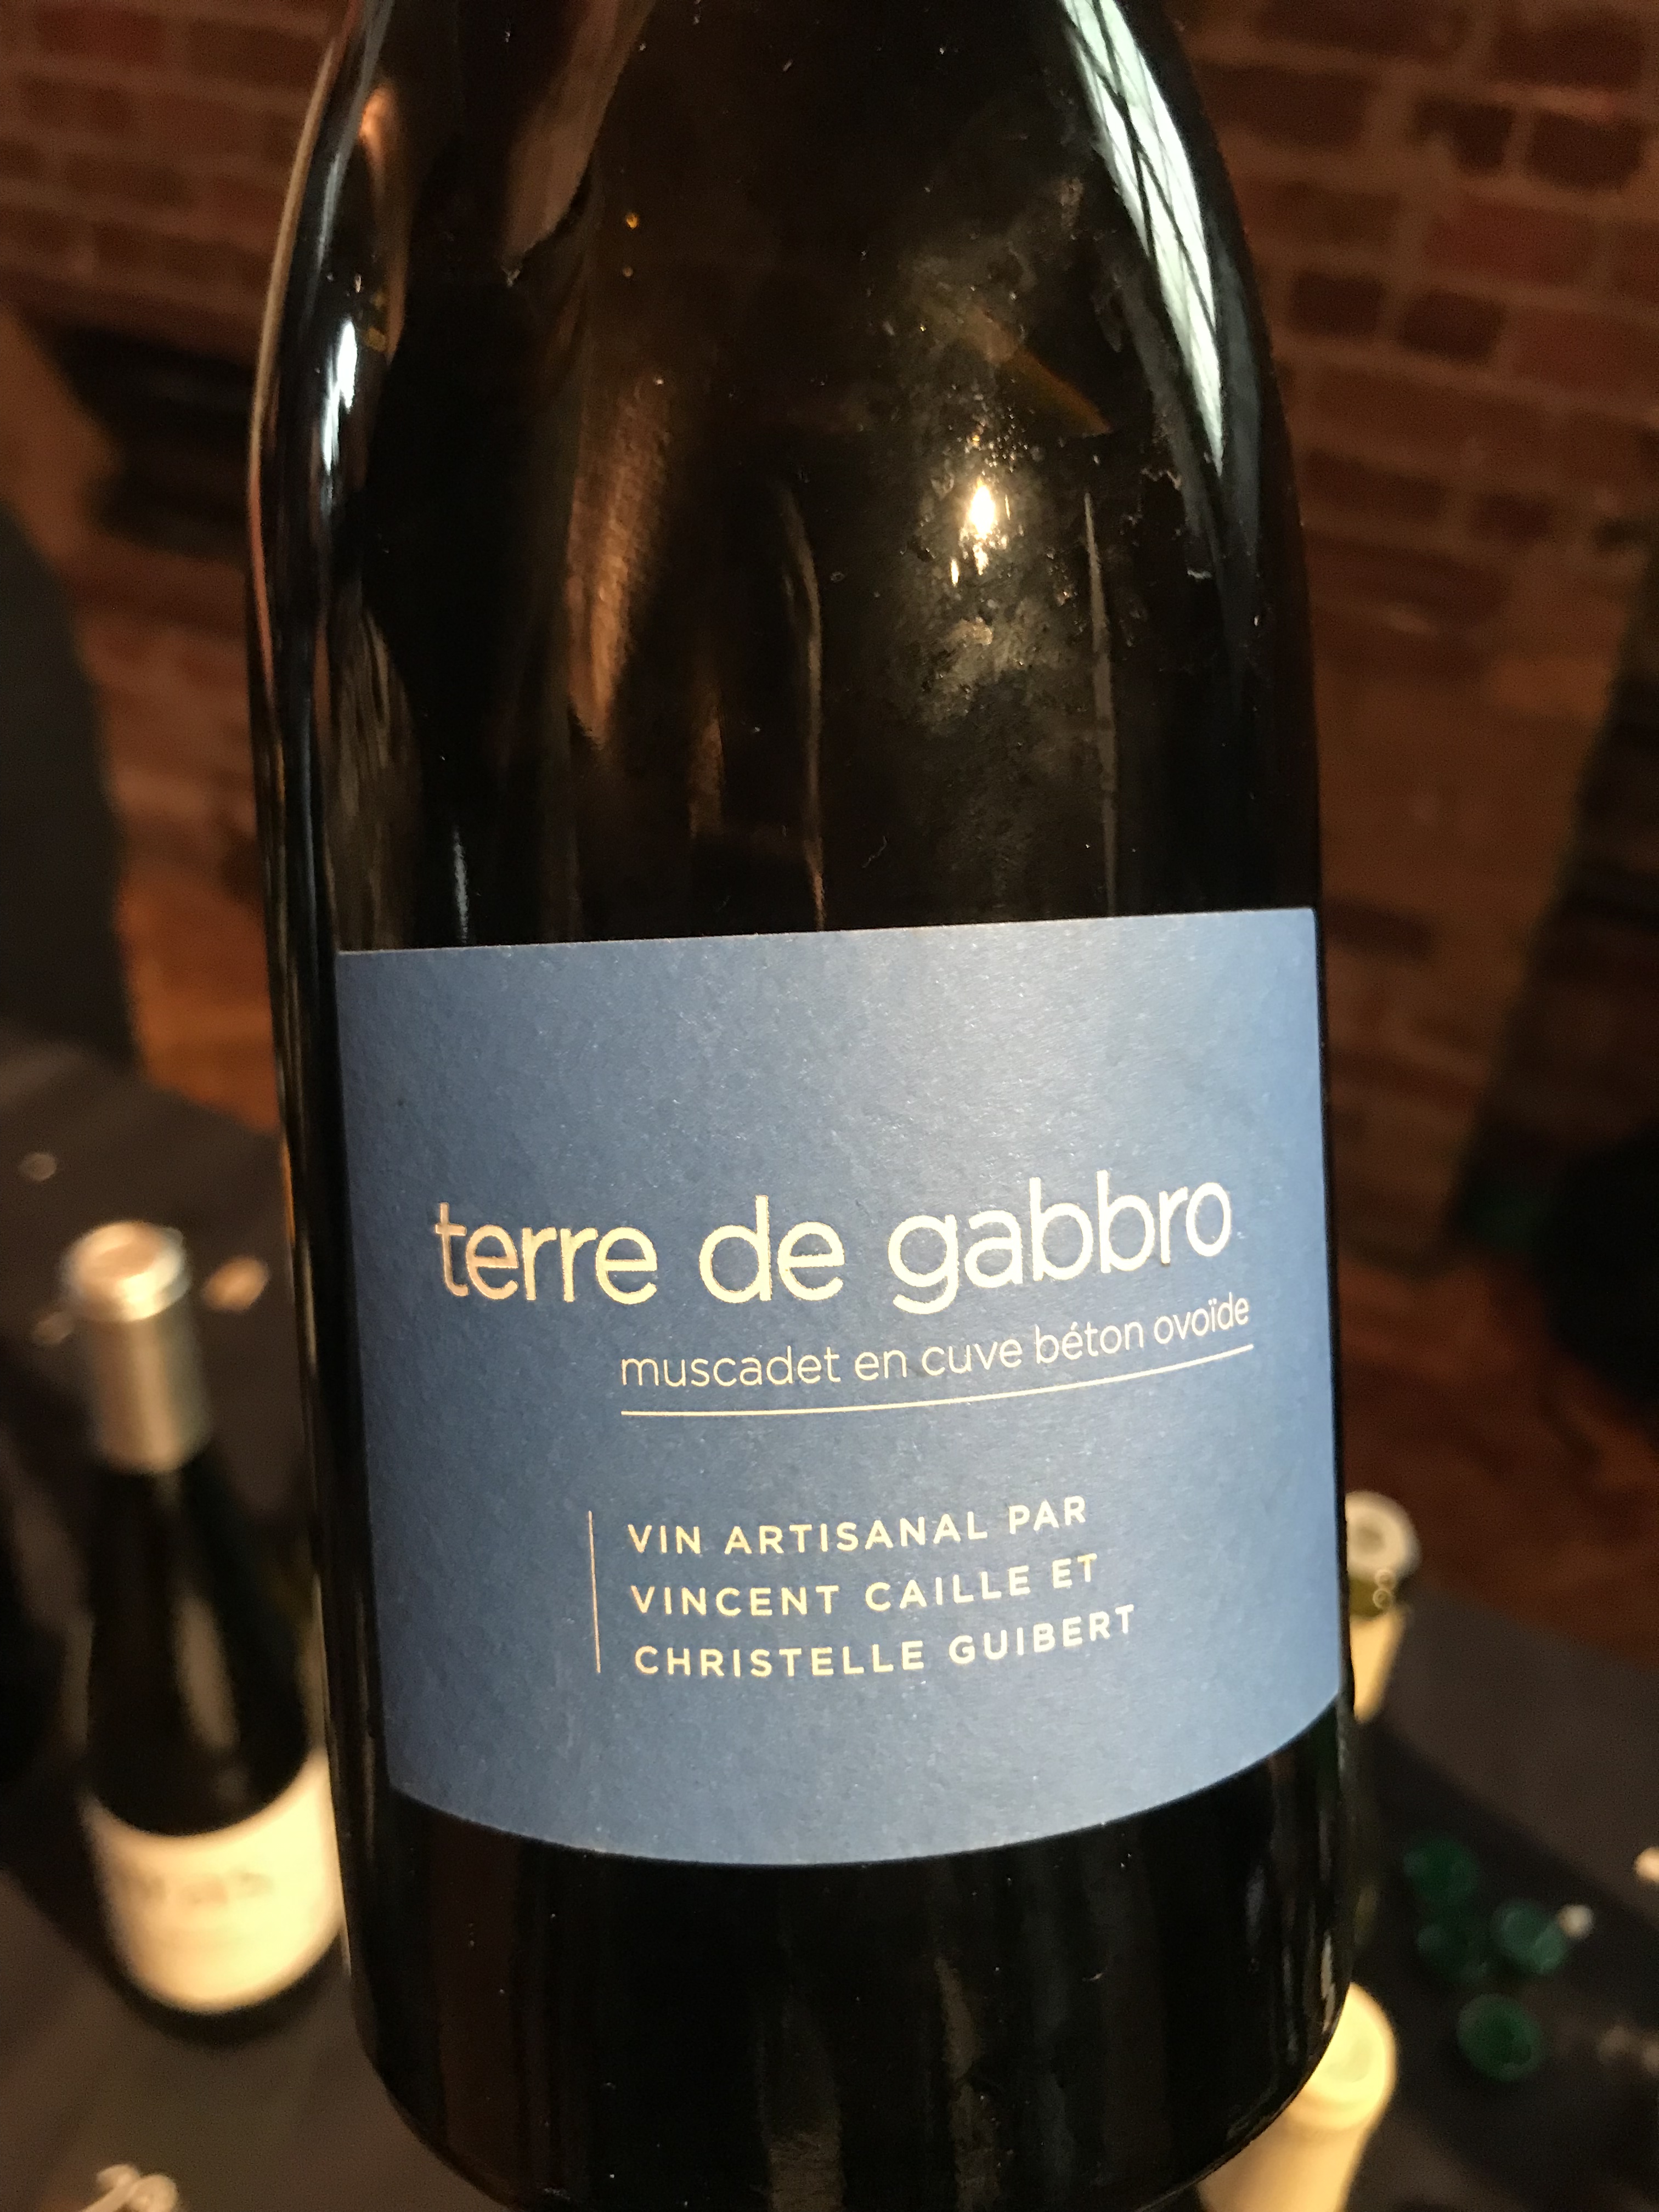 terre de gabbro
muscadet en cuve béton ovoïde
VIN ARTISANAL PAR
VINCENT CAILLE ET
CHRISTELLE GUIBERT